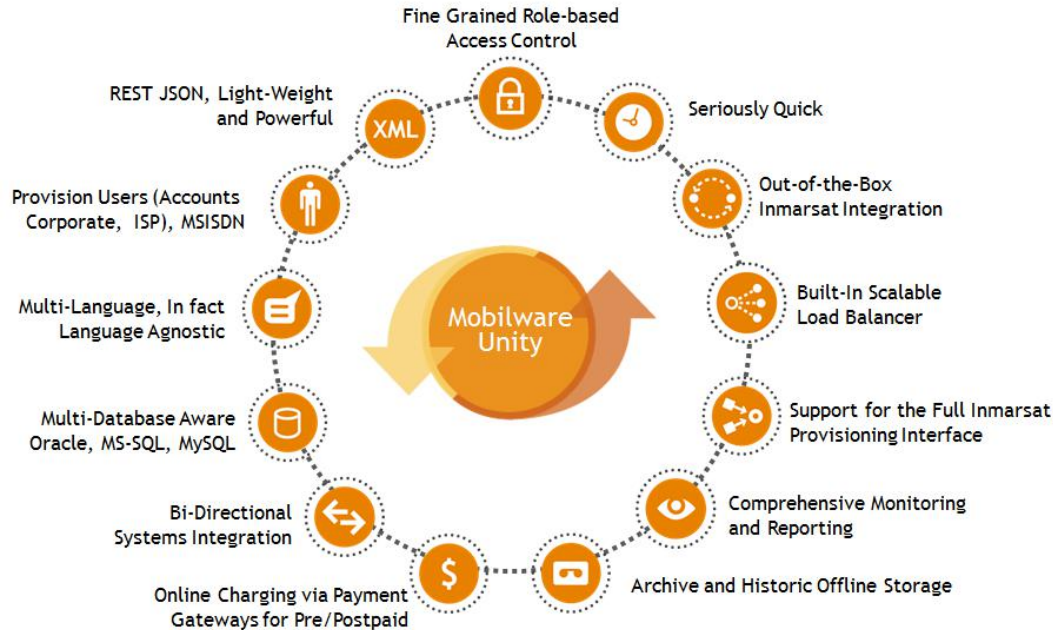 Fine Grained Role-based
Access Control
REST JSON, Light-Weight
and Powerful
XML
Seriously Quick
Provision Users (Accounts
Corporate, ISP), MSISDN
Out-of-the-Box
Inmarsat Integration
Multi-Language, In fact
Language Agnostic
Mobilware
Unity
Built-In Scalable
Load Balancer
Multi-Database Aware
Oracle, MS-SQL, MySQL
Support for the Full Inmarsat
Provisioning Interface
Bi-Directional
Systems Integration
Comprehensive Monitoring
and Reporting
Online Charging via Payment
Gateways for Pre/Postpaid
$
Archive and Historic Offline Storage